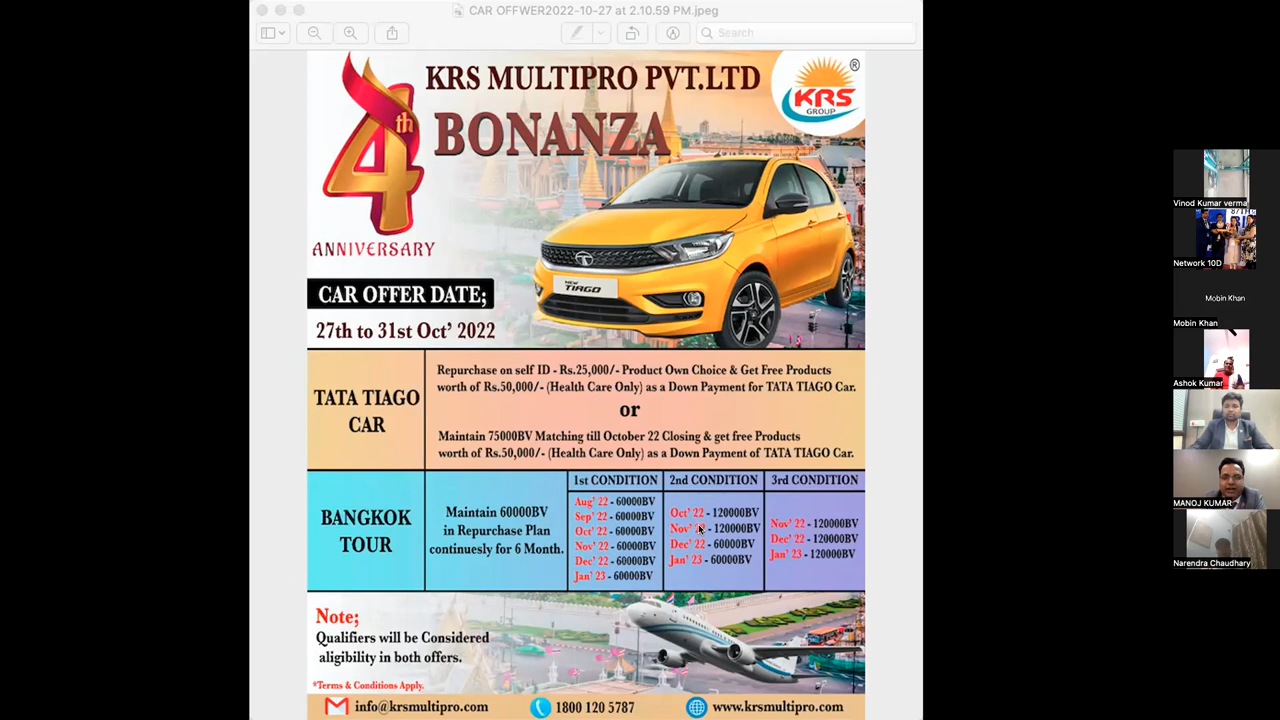 CAR OFFWER2022-10-27 at 2.10.59 PM.jpeg
Search
4th
ANNIVERSARY
KRS MULTIPRO PVT.LTD
BONANZA
KRS
GROUP
®
NEW
TIAGO
CAR OFFER DATE;
27th to 31st Oct' 2022
TATA TIAGO
CAR
Repurchase on self ID - Rs.25,000/- Product Own Choice & Get Free Products
worth of Rs.50,000/- (Health Care Only) as a Down Payment for TATA TIAGO Car.
or
Maintain 75000BV Matching till October 22 Closing & get free Products
worth of Rs.50,000/- (Health Care Only) as a Down Payment of TATA TIAGO Car.
BANGKOK
TOUR
Maintain 60000BV
in Repurchase Plan
continuesly for 6 Month.
1st CONDITION
Aug' 22 - 60000BV
Sep' 22 - 60000BV
Oct' 22 - 60000BV
Nov' 22 - 60000BV
Dec' 22 - 60000BV
Jan' 23 - 60000BV
2nd CONDITION
Oct' 22 - 120000BV
Nov' 22 - 120000BV
Dec' 22 - 60000BV
Jan' 23 - 60000BV
3rd CONDITION
Nov' 22 - 120000BV
Dec' 22 - 120000BV
Jan' 23 - 120000BV
Note;
Qualifiers will be Considered
aligibility in both offers.
*Terms & Conditions Apply.
info@krsmultipro.com
1800 120 5787
www.krsmultipro.com
Vinod Kumar verma
Network 10D
Mobin Khan
Mobin Khan
Ashok Kumar
MANOJ KUMAR
Narendra Chaudhary